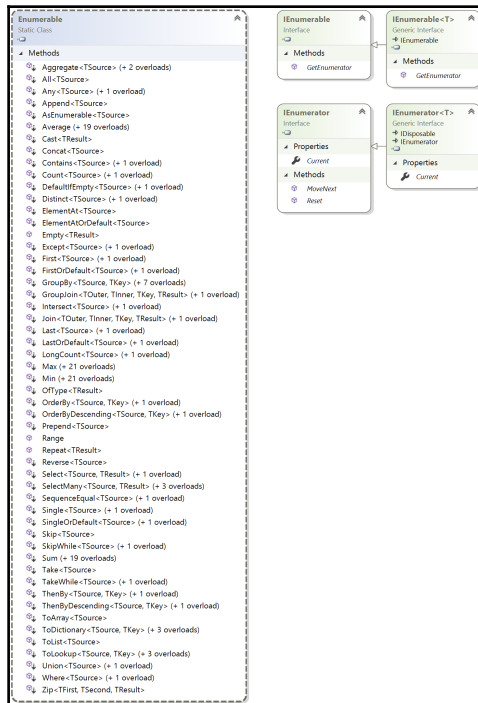 Enumerable
Static Class
Methods
Aggregate<TSource> (+ 2 overloads)
All<TSource>
Any<TSource> (+ 1 overload)
Append<TSource>
AsEnumerable<TSource>
Average (+ 19 overloads)
Cast<TResult>
Concat<TSource>
Contains<TSource> (+ 1 overload)
Count<TSource> (+ 1 overload)
DefaultIfEmpty<TSource> (+ 1 overload)
Distinct<TSource> (+ 1 overload)
ElementAt<TSource>
ElementAtOrDefault<TSource>
Empty<TResult>
Except<TSource> (+ 1 overload)
First<TSource> (+ 1 overload)
FirstOrDefault<TSource> (+ 1 overload)
GroupBy<TSource, TKey> (+ 7 overloads)
GroupJoin<TOuter, TInner, TKey, TResult> (+ 1 overload)
Intersect<TSource> (+ 1 overload)
Join<TOuter, TInner, TKey, TResult> (+ 1 overload)
Last<TSource> (+ 1 overload)
LastOrDefault<TSource> (+ 1 overload)
LongCount<TSource> (+ 1 overload)
Max (+ 21 overloads)
Min (+ 21 overloads)
OfType<TResult>
OrderBy<TSource, TKey> (+ 1 overload)
OrderByDescending<TSource, TKey> (+ 1 overload)
Prepend<TSource>
Range
Repeat<TResult>
Reverse<TSource>
Select<TSource, TResult> (+ 1 overload)
SelectMany<TSource, TResult> (+ 3 overloads)
SequenceEqual<TSource> (+ 1 overload)
Single<TSource> (+ 1 overload)
SingleOrDefault<TSource> (+ 1 overload)
Skip<TSource>
SkipWhile<TSource> (+ 1 overload)
Sum (+ 19 overloads)
Take<TSource>
TakeWhile<TSource> (+ 1 overload)
ThenBy<TSource, TKey> (+ 1 overload)
ThenByDescending<TSource, TKey> (+ 1 overload)
ToArray<TSource>
ToDictionary<TSource, TKey> (+ 3 overloads)
ToList<TSource>
ToLookup<TSource, TKey> (+ 3 overloads)
Union<TSource> (+ 1 overload)
Where<TSource> (+ 1 overload)
Zip<TFirst, TSecond, TResult>
IEnumerable
Interface
Methods
GetEnumerator
IEnumerable<T>
Generic Interface
IEnumerable
Methods
GetEnumerator
IEnumerator
Interface
Properties
Current
Methods
MoveNext
Reset
IEnumerator<T>
Generic Interface
IDisposable
IEnumerator
Properties
Current